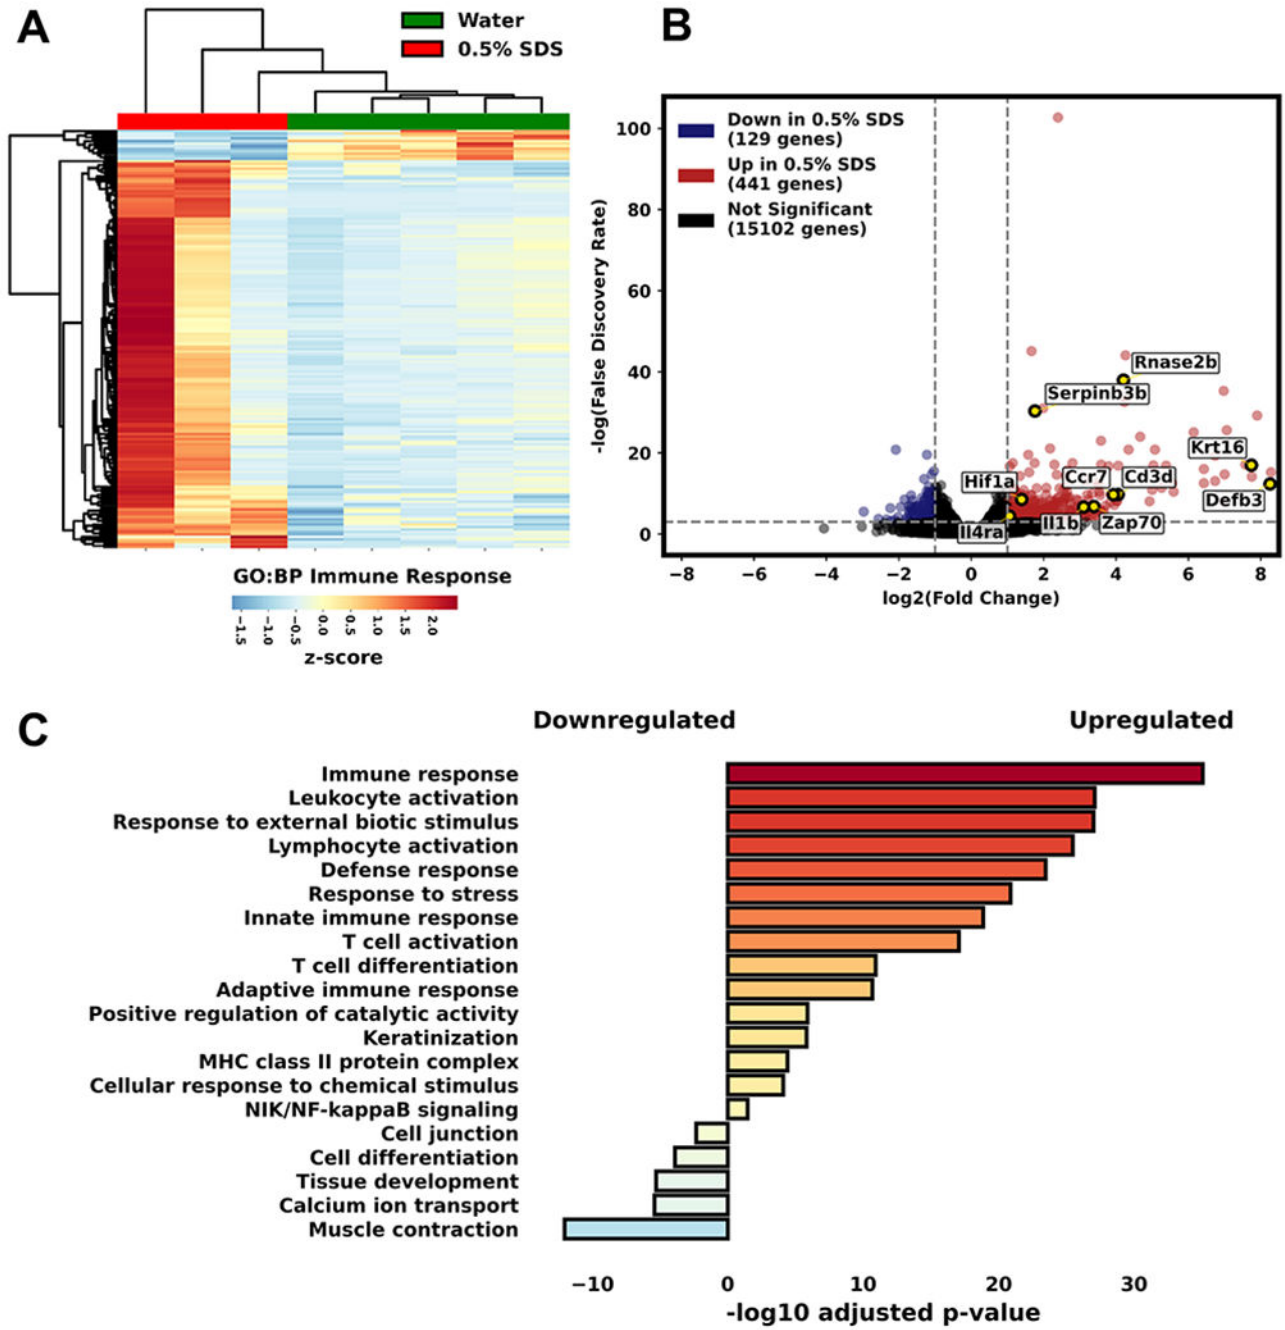 A
Water
0.5% SDS
GO:BP Immune Response
−1.5
−1.0
−0.5
0.0
0.5
1.0
1.5
2.0
z-score
B
Down in 0.5% SDS
(129 genes)
Up in 0.5% SDS
(441 genes)
Not Significant
(15102 genes)
-log(False Discovery Rate)
100
80
60
40
20
0
Rnase2b
Serpinb3b
Krt16
Hif1a
Ccr7
Cd3d
Defb3
Il4ra
Il1b
Zap70
−8
−6
−4
−2
0
2
4
6
8
log2(Fold Change)
C
Downregulated
Upregulated
Immune response
Leukocyte activation
Response to external biotic stimulus
Lymphocyte activation
Defense response
Response to stress
Innate immune response
T cell activation
T cell differentiation
Adaptive immune response
Positive regulation of catalytic activity
Keratinization
MHC class II protein complex
Cellular response to chemical stimulus
NIK/NF-kappaB signaling
Cell junction
Cell differentiation
Tissue development
Calcium ion transport
Muscle contraction
−10
0
10
20
30
-log10 adjusted p-value